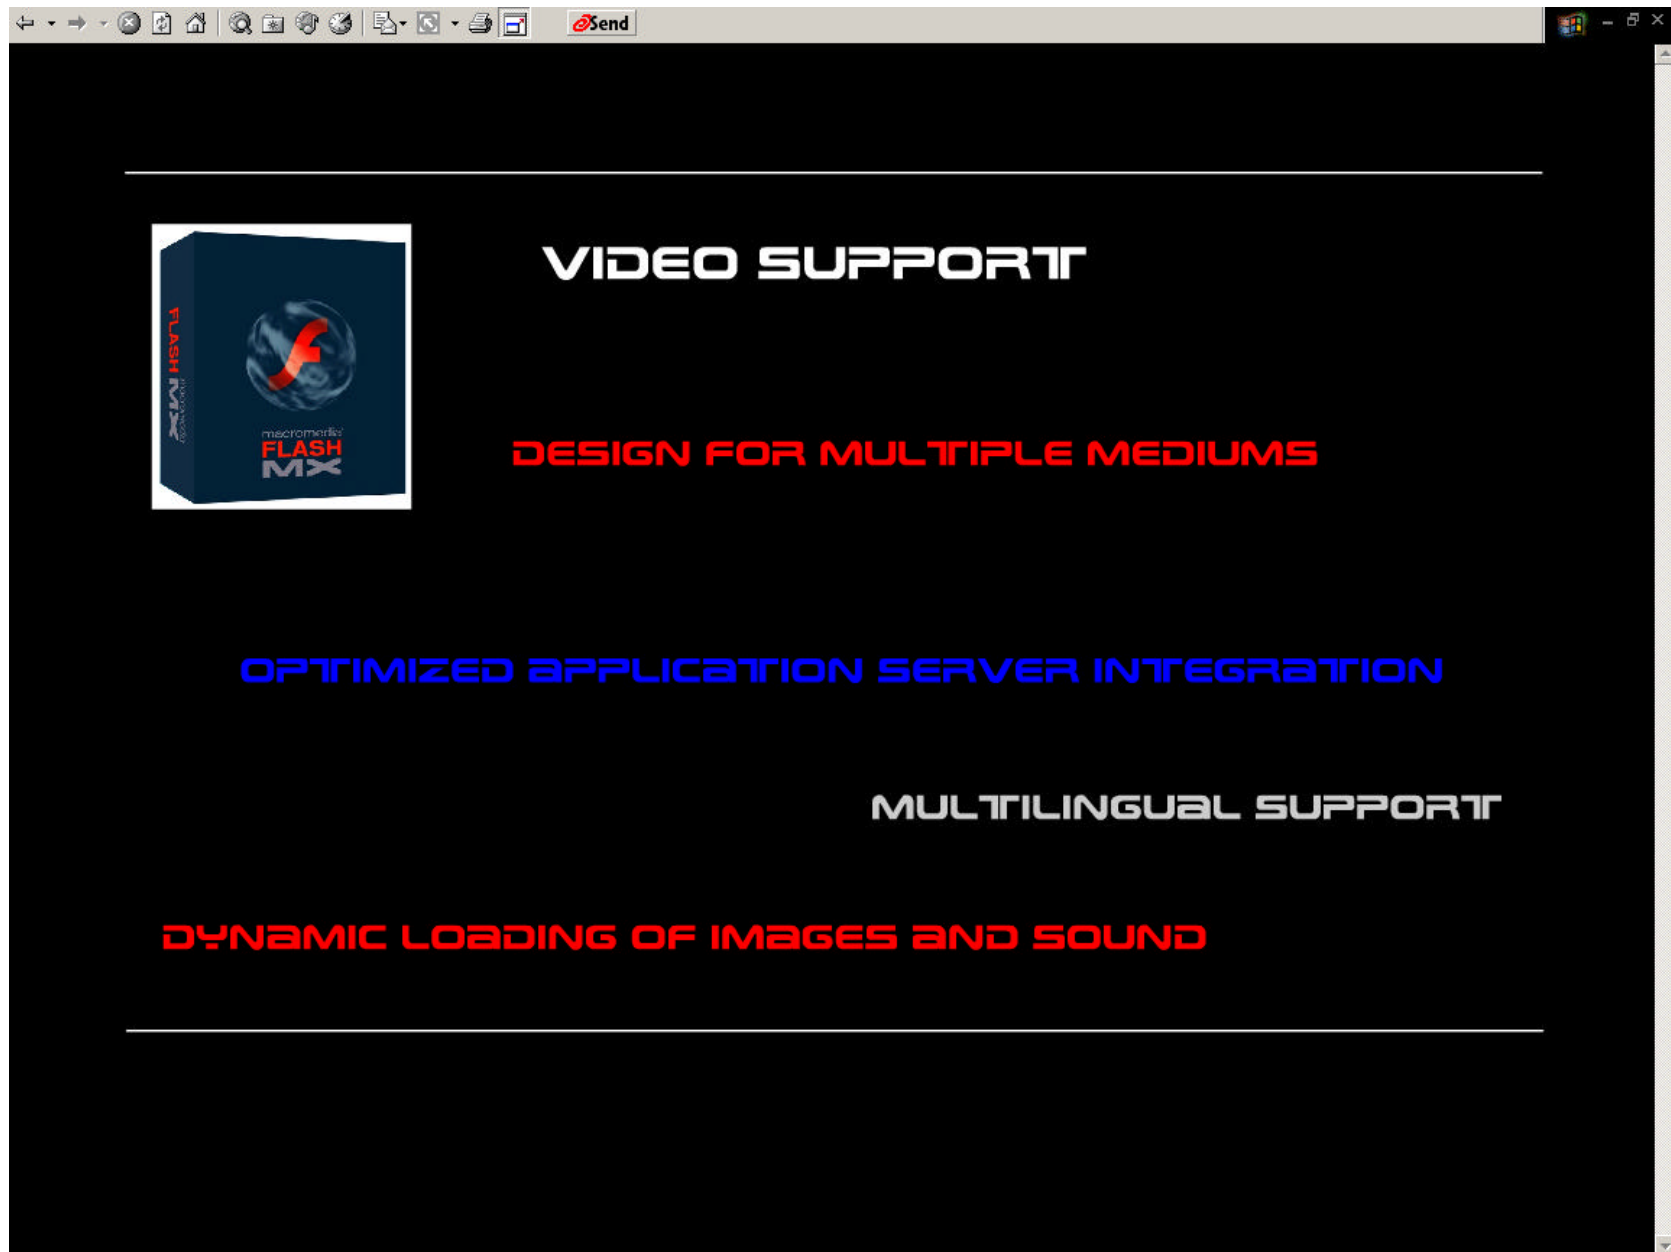 Send
VIDEO SUPPORT
FLASH MX
macromedia
FLASH
MX
DESIGN FOR MULTIPLE MEDIUMS
OPTIMIZED APPLICATION SERVER INTEGRATION
MULTILINGUAL SUPPORT
DYNAMIC LOADING OF IMAGES AND SOUND